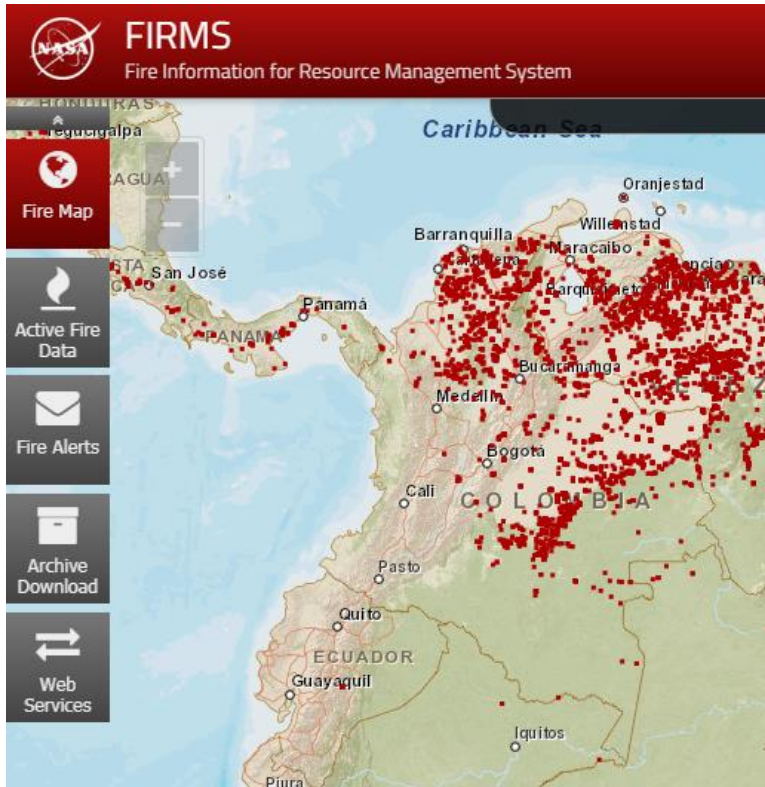 NASA
FIRMS
Fire Information for Resource Management System
HONDURAS
Tegucigalpa
Caribbean Sea
Fire Map
AGUA
Oranjestad
Willemstad
Barranquilla
Maracaibo
San José
Panamá
PANAMA
Active Fire
Data
Bucaramanga
Medellín
Fire Alerts
Bogotá
Cali
COLOMBIA
Archive
Download
Pasto
Quito
ECUADOR
Web
Services
Guayaquil
Iquitos
Piura